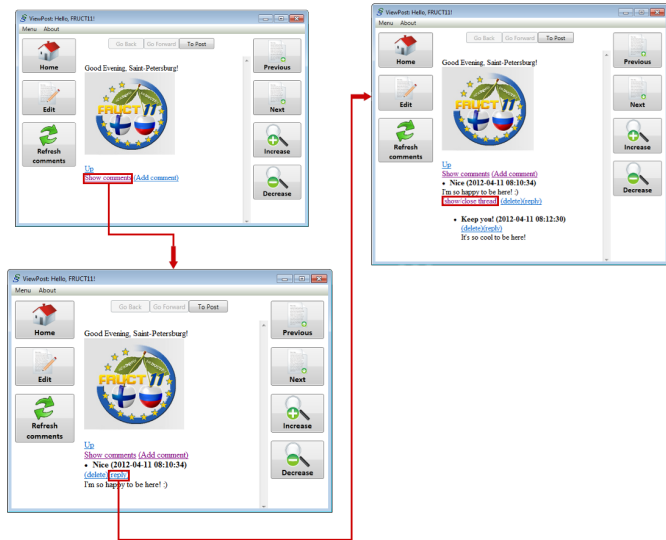 ViewPost: Hello, FRUCT11!
Menu About
Go Back Go Forward To Post
Home
Good Evening, Saint-Petersburg!
Previous
FRUCT 11
Next
Refresh
comments
Increase
Up
Show comments (Add comment)
Decrease
ViewPost: Hello, FRUCT11!
Menu About
Go Back Go Forward To Post
Home
Good Evening, Saint-Petersburg!
Previous
FRUCT 11
Edit
Next
Refresh
comments
Increase
Up
Show comments (Add comment)
• Nice (2012-04-11 08:10:34)
I'm so happy to be here! :)
show/close thread (delete)(reply)
Decrease
• Keep you! (2012-04-11 08:12:30)
(delete)(reply)
It's so cool to be here!
ViewPost: Hello, FRUCT11!
Menu About
Go Back Go Forward To Post
Home
Good Evening, Saint-Petersburg!
Previous
FRUCT 11
Edit
Next
Refresh
comments
Increase
Up
Show comments (Add comment)
• Nice (2012-04-11 08:10:34)
(delete) reply
I'm so happy to be here! :)
Decrease